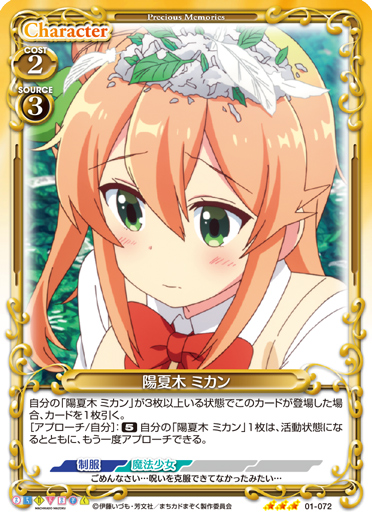 Precious Memories
Character
COST
2
SOURCE
3
陽夏木 ミカン
自分の「陽夏木 ミカン」が3枚以上いる状態でこのカードが登場した場
合、カードを1枚引く。
[アプローチ/自分]：5 自分の「陽夏木 ミカン」1枚は、活動状態にな
るとともに、もう一度アプローチできる。
制服 魔法少女
ごめんなさい…呪いを克服できてなかったみたい…
©伊藤いづも・芳文社／まちカドまぞく製作委員会
01-072